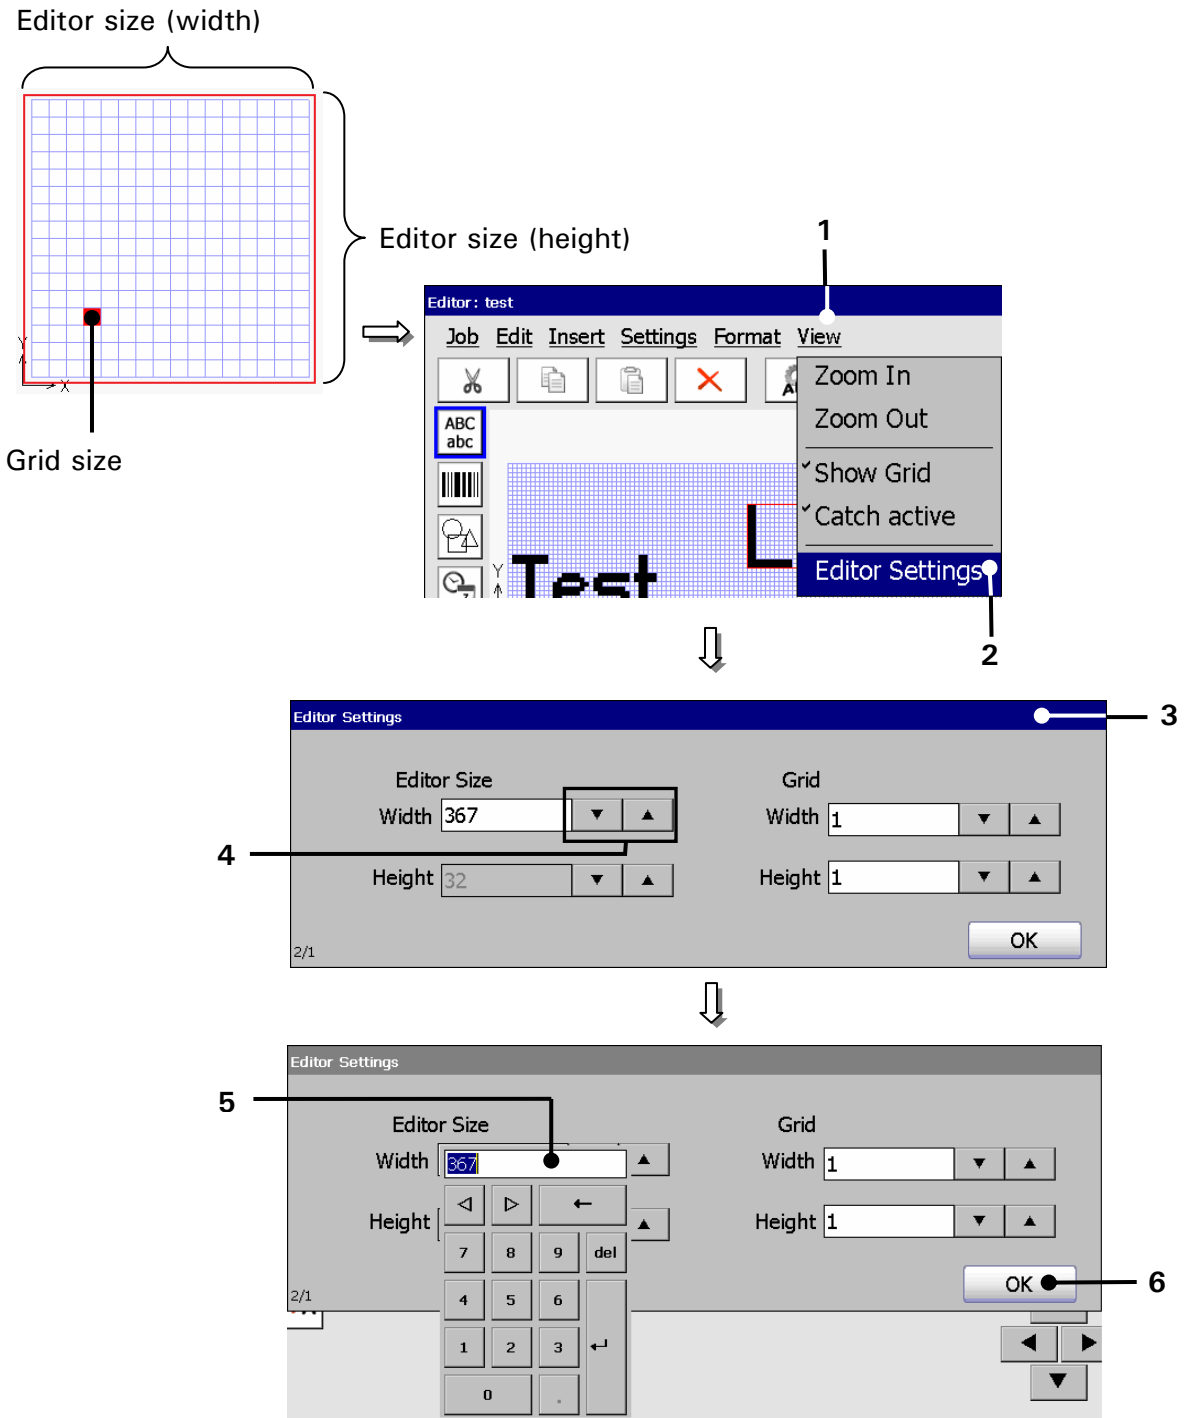 Editor size (width)
Editor size (height)
Y
X
Grid size
1
Editor: test
Job Edit Insert Settings Format View
Zoom In
Zoom Out
ABC
abc
Show Grid
Catch active
Y
Test
Editor Settings
2
Editor Settings
3
Editor Size
Grid
Width 367
Width 1
4
Height 32
Height 1
OK
2/1
Editor Settings
5
Editor Size
Grid
Width 367
Width 1
Height
Height 1
7 8 9 del
OK
6
2/1
4 5 6
1 2 3
0 .